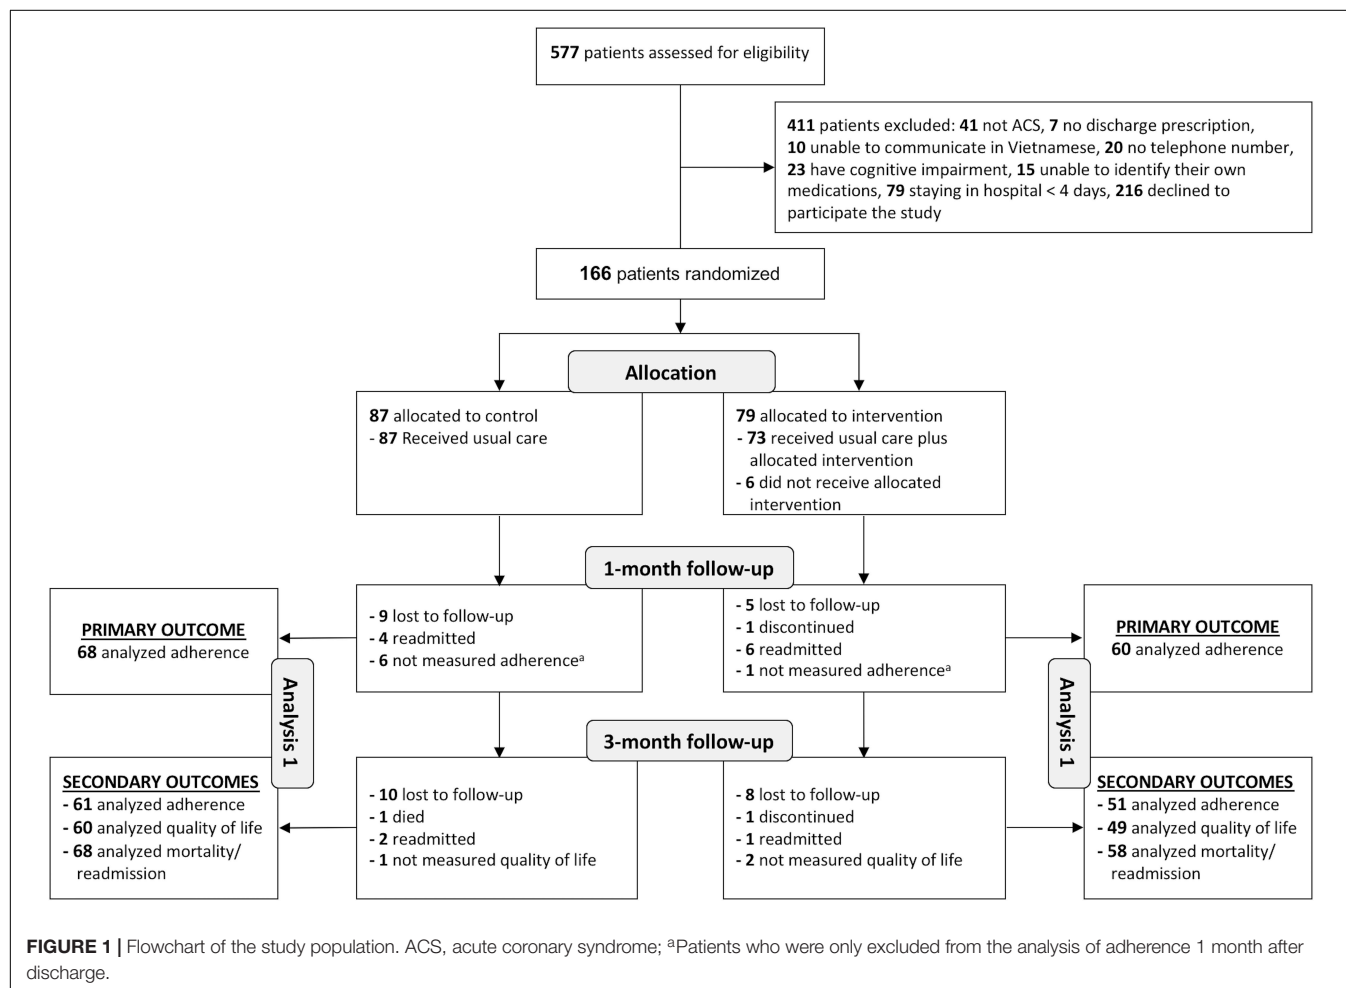 577 patients assessed for eligibility
411 patients excluded: 41 not ACS, 7 no discharge prescription,
10 unable to communicate in Vietnamese, 20 no telephone number,
23 have cognitive impairment, 15 unable to identify their own
medications, 79 staying in hospital < 4 days, 216 declined to
participate the study
166 patients randomized
Allocation
87 allocated to control
- 87 Received usual care
79 allocated to intervention
- 73 received usual care plus
allocated intervention
- 6 did not receive allocated
intervention
1-month follow-up
PRIMARY OUTCOME
68 analyzed adherence
- 9 lost to follow-up
- 4 readmitted
- 6 not measured adherenceᵃ
- 5 lost to follow-up
- 1 discontinued
- 6 readmitted
- 1 not measured adherenceᵃ
PRIMARY OUTCOME
60 analyzed adherence
Analysis 1
Analysis 1
3-month follow-up
SECONDARY OUTCOMES
- 61 analyzed adherence
- 60 analyzed quality of life
- 68 analyzed mortality/
readmission
- 10 lost to follow-up
- 1 died
- 2 readmitted
- 1 not measured quality of life
- 8 lost to follow-up
- 1 discontinued
- 1 readmitted
- 2 not measured quality of life
SECONDARY OUTCOMES
- 51 analyzed adherence
- 49 analyzed quality of life
- 58 analyzed mortality/
readmission
FIGURE 1 | Flowchart of the study population. ACS, acute coronary syndrome; ᵃPatients who were only excluded from the analysis of adherence 1 month after
discharge.